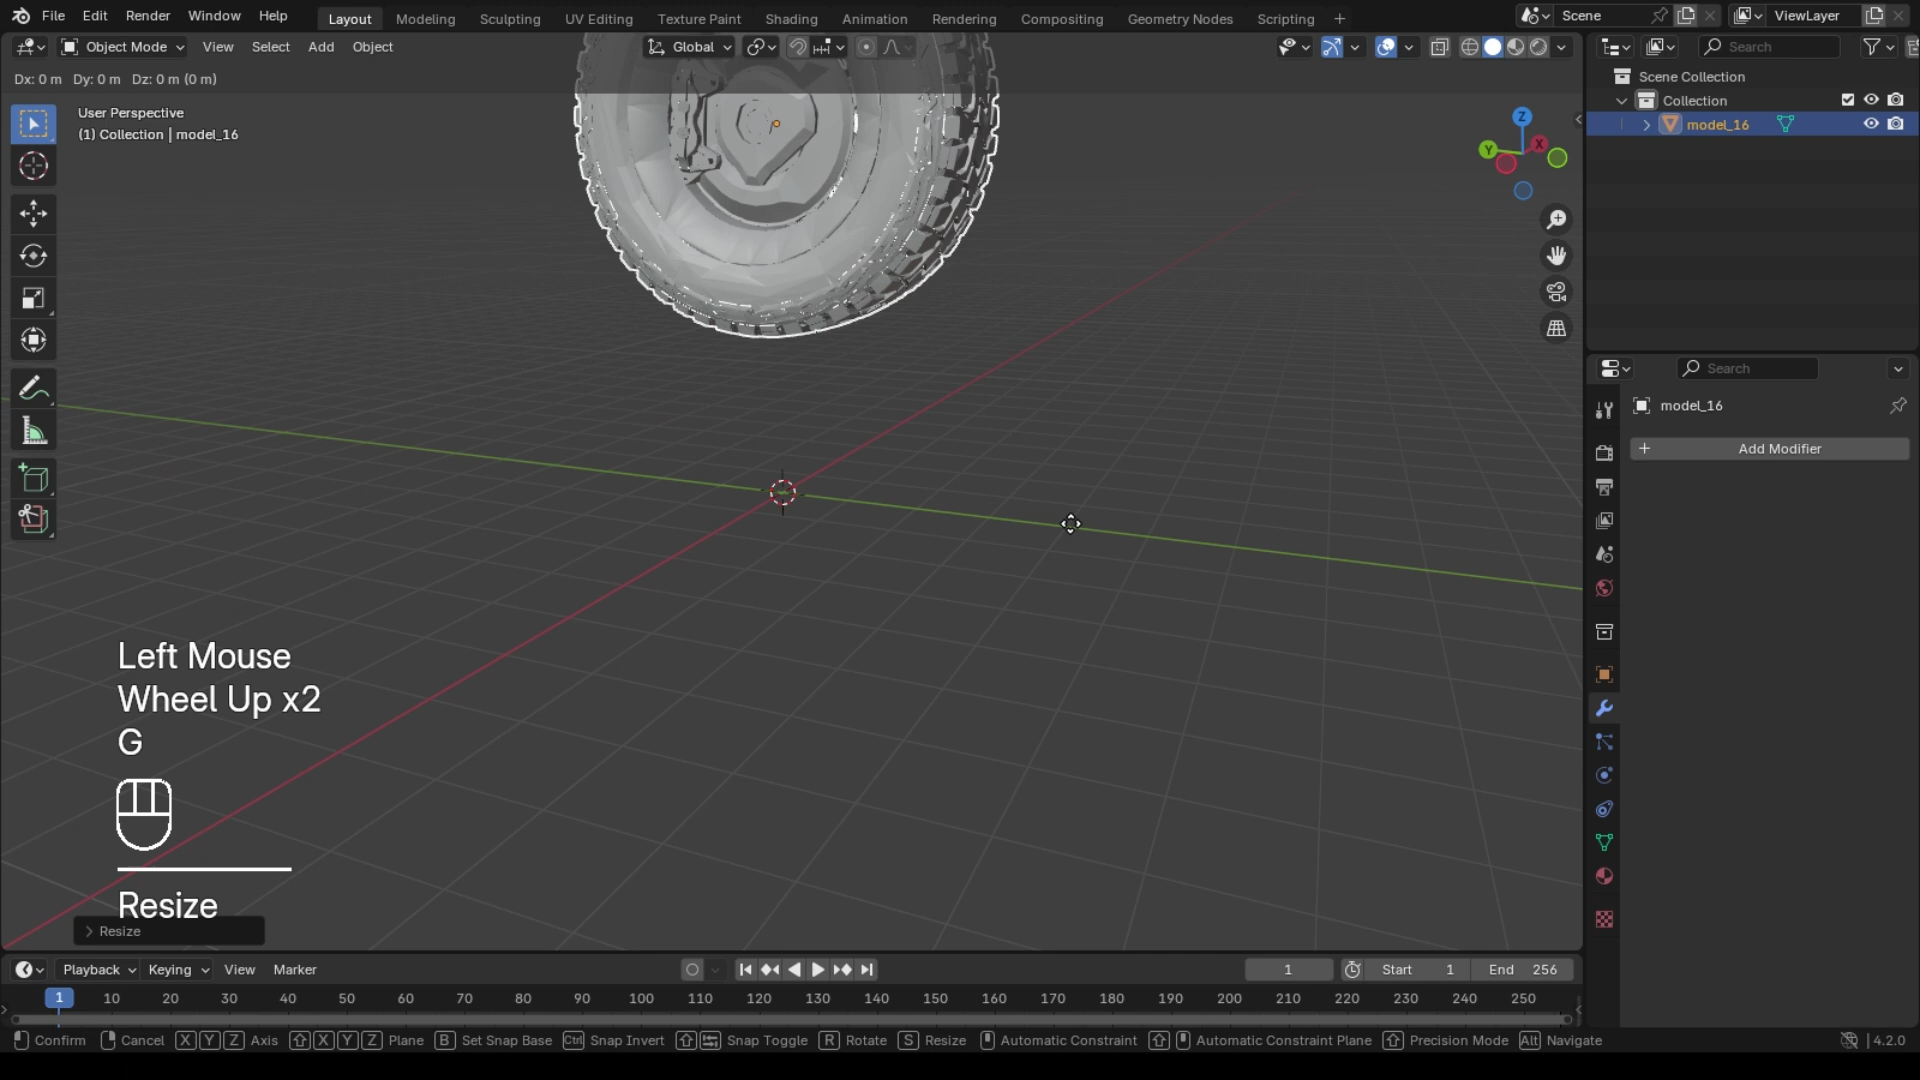 File Edit Render Window Help Layout Modeling Sculpting UV Editing Texture Paint Shading Animation Rendering Compositing Geometry Nodes Scripting + Scene ViewLayer
Object Mode View Select Add Object Global Search
Dx: 0 m Dy: 0 m Dz: 0 m (0 m)
Scene Collection
User Perspective
Collection
(1) Collection | model_16
model_16
Z
Y
X
Search
model_16
+ Add Modifier
Left Mouse
Wheel Up x2
G
Resize
Resize
Playback Keying View Marker 1 Start 1 End 256
1 10 20 30 40 50 60 70 80 90 100 110 120 130 140 150 160 170 180 190 200 210 220 230 240 250
Confirm Cancel X Y Z Axis X Y Z Plane B Set Snap Base Ctrl Snap Invert Snap Toggle R Rotate S Resize Automatic Constraint Automatic Constraint Plane Precision Mode Alt Navigate 4.2.0